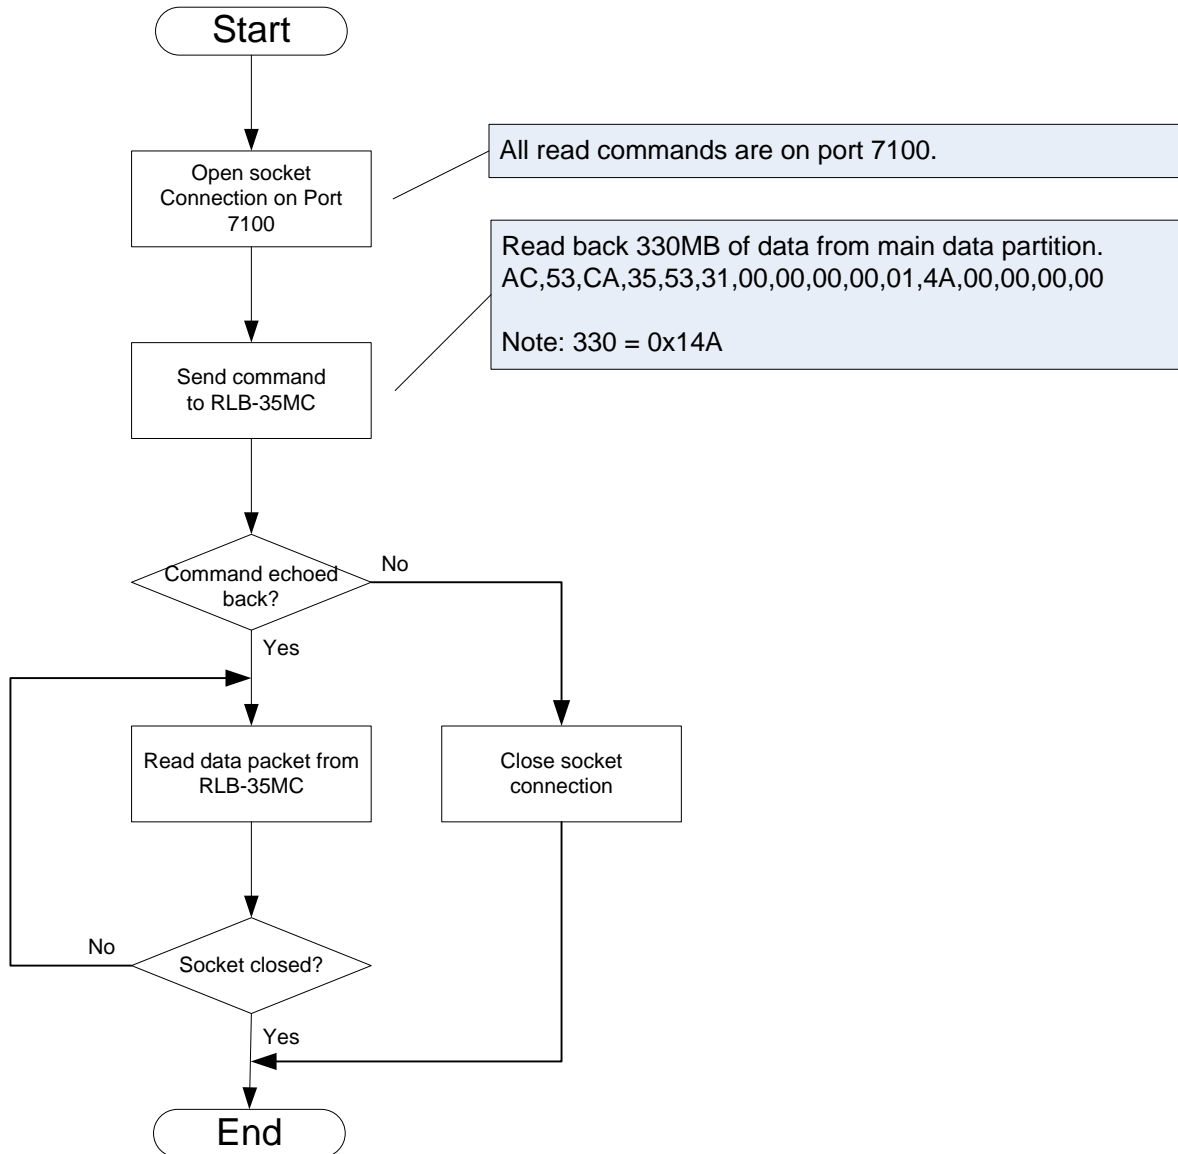 Start
Open socket
Connection on Port
7100
All read commands are on port 7100.
Read back 330MB of data from main data partition.
AC,53,CA,35,53,31,00,00,00,00,01,4A,00,00,00,00
Note: 330 = 0x14A
Send command
to RLB-35MC
Command echoed
back?
No
Yes
Read data packet from
RLB-35MC
Close socket
connection
No
Socket closed?
Yes
End